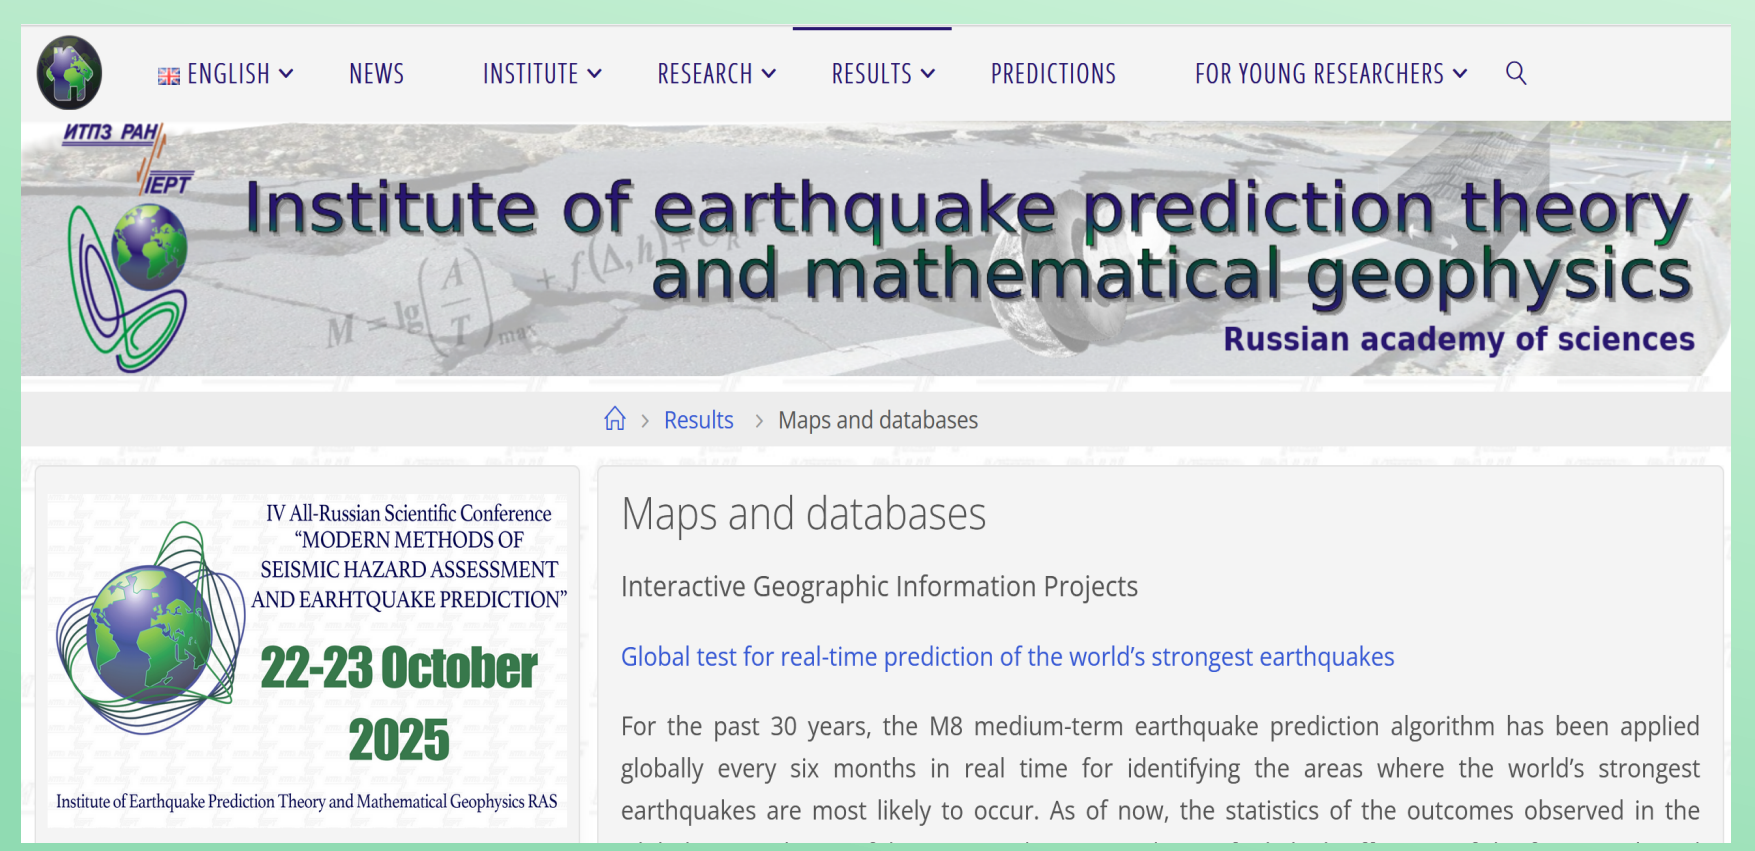 ENGLISH NEWS INSTITUTE RESEARCH RESULTS PREDICTIONS FOR YOUNG RESEARCHERS
ИТПЗ РАН
IEPT
Institute of earthquake prediction theory
and mathematical geophysics
Russian academy of sciences
M = lg(A/T)max + f(Δ,h)+CR+
Results > Maps and databases
IV All-Russian Scientific Conference
“MODERN METHODS OF
SEISMIC HAZARD ASSESSMENT
AND EARHTQUAKE PREDICTION”
22-23 October
2025
Institute of Earthquake Prediction Theory and Mathematical Geophysics RAS
Maps and databases
Interactive Geographic Information Projects
Global test for real-time prediction of the world’s strongest earthquakes
For the past 30 years, the M8 medium-term earthquake prediction algorithm has been applied
globally every six months in real time for identifying the areas where the world’s strongest
earthquakes are most likely to occur. As of now, the statistics of the outcomes observed in the